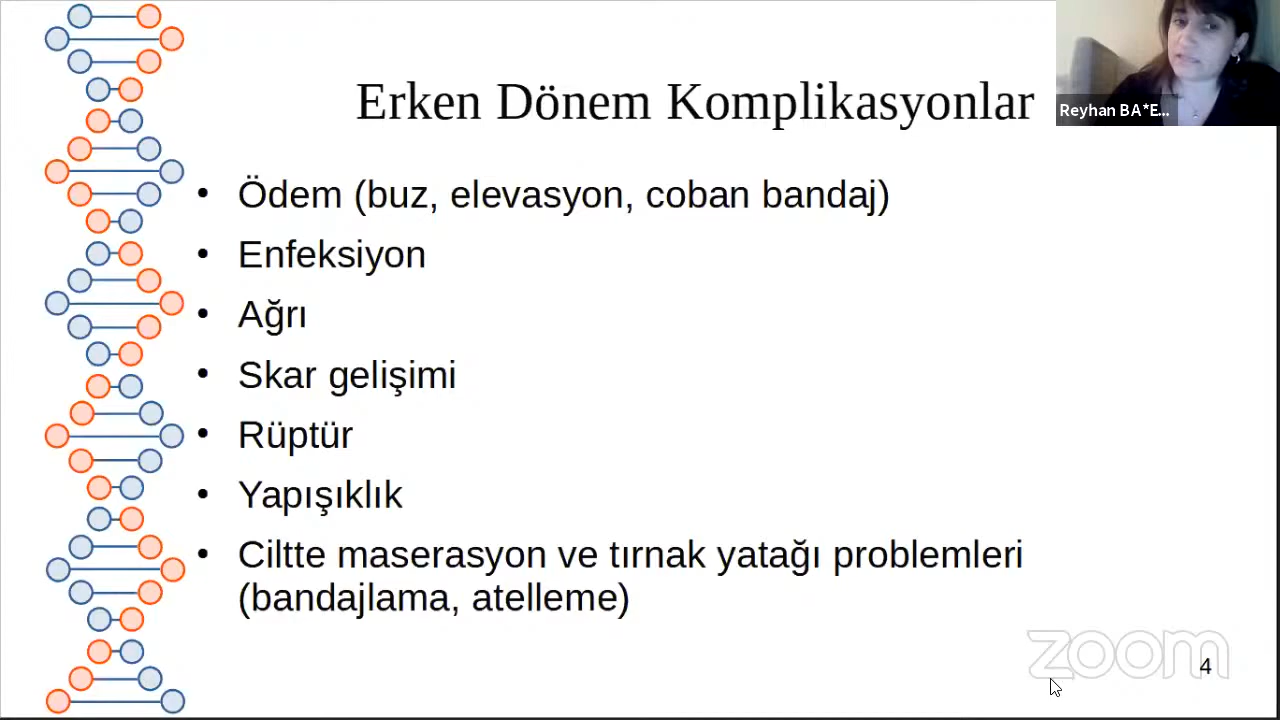 Erken Dönem Komplikasyonlar
Reyhan BA*E...
• Ödem (buz, elevasyon, coban bandaj)
• Enfeksiyon
• Ağrı
• Skar gelişimi
• Rüptür
• Yapışıklık
• Ciltte maserasyon ve tırnak yatağı problemleri
(bandajlama, atelleme)
zoom
4